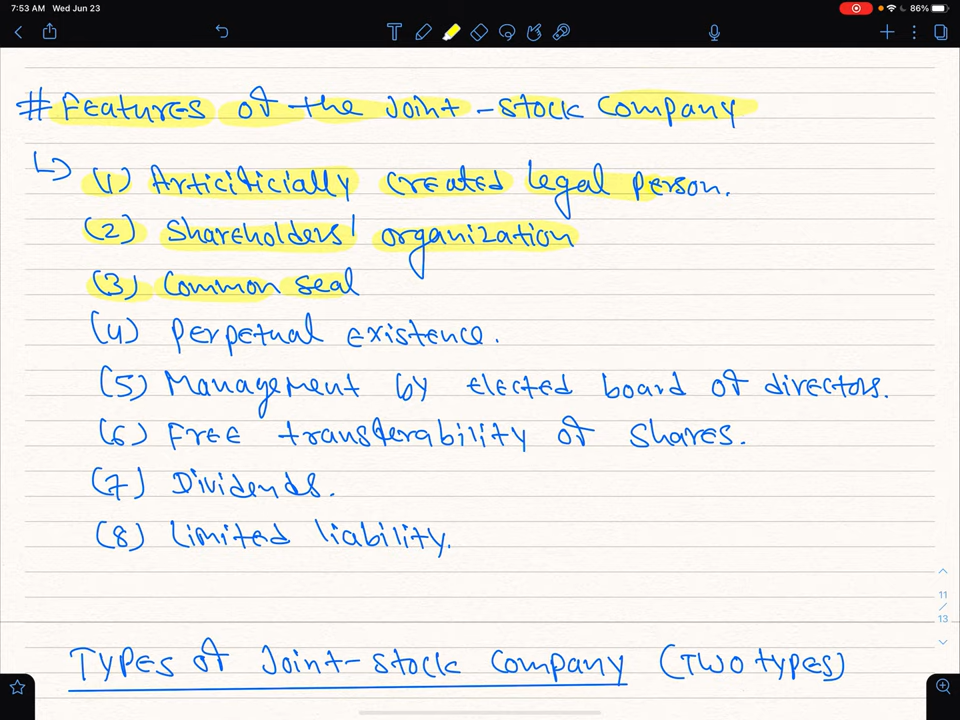 7:53 AM Wed Jun 23
86%
# Features of the Joint-stock company
(1) Articificially created legal person.
(2) Shareholders' organization
(3) Common seal
(4) Perpetual existence.
(5) Management by elected board of directors.
(6) Free transferability of shares.
(7) Dividends.
(8) Limited liability.
11
/
13
Types of Joint-stock company (Two types)